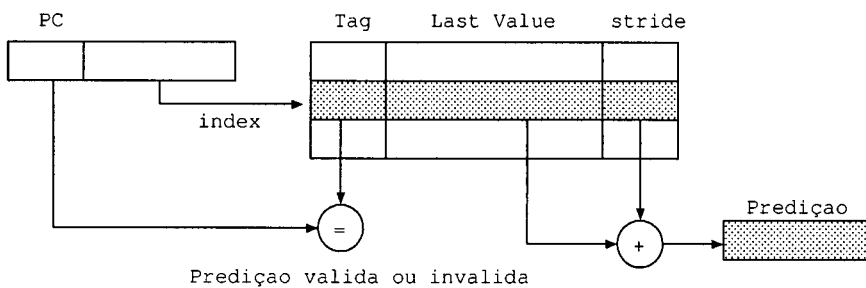 PC
Tag Last Value stride
index
Prediçao
=
+
Prediçao valida ou invalida